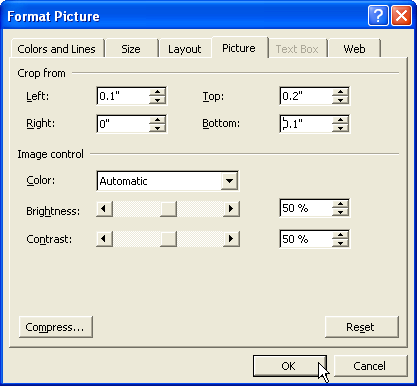 Format Picture
Colors and Lines Size Layout Picture Text Box Web
Crop from
Left: 0.1" Top: 0.2"
Right: 0" Bottom: 0.1"
Image control
Color: Automatic
Brightness: 50 %
Contrast: 50 %
Compress... Reset
OK Cancel